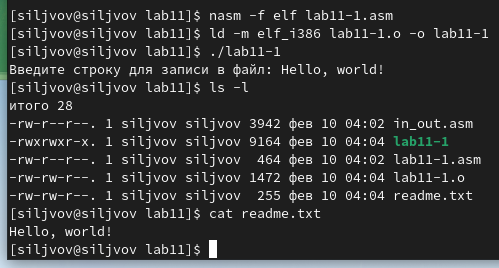 [siljvov@siljvov lab11]$ nasm -f elf lab11-1.asm
[siljvov@siljvov lab11]$ ld -m elf_i386 lab11-1.o -o lab11-1
[siljvov@siljvov lab11]$ ./lab11-1
Введите строку для записи в файл: Hello, world!
[siljvov@siljvov lab11]$ ls -l
итого 28
-rw-r--r--. 1 siljvov siljvov 3942 фев 10 04:02 in_out.asm
-rwxrwxr-x. 1 siljvov siljvov 9164 фев 10 04:04 lab11-1
-rw-r--r--. 1 siljvov siljvov  464 фев 10 04:02 lab11-1.asm
-rw-rw-r--. 1 siljvov siljvov 1472 фев 10 04:04 lab11-1.o
-rw-rw-r--. 1 siljvov siljvov  255 фев 10 04:04 readme.txt
[siljvov@siljvov lab11]$ cat readme.txt
Hello, world!
[siljvov@siljvov lab11]$